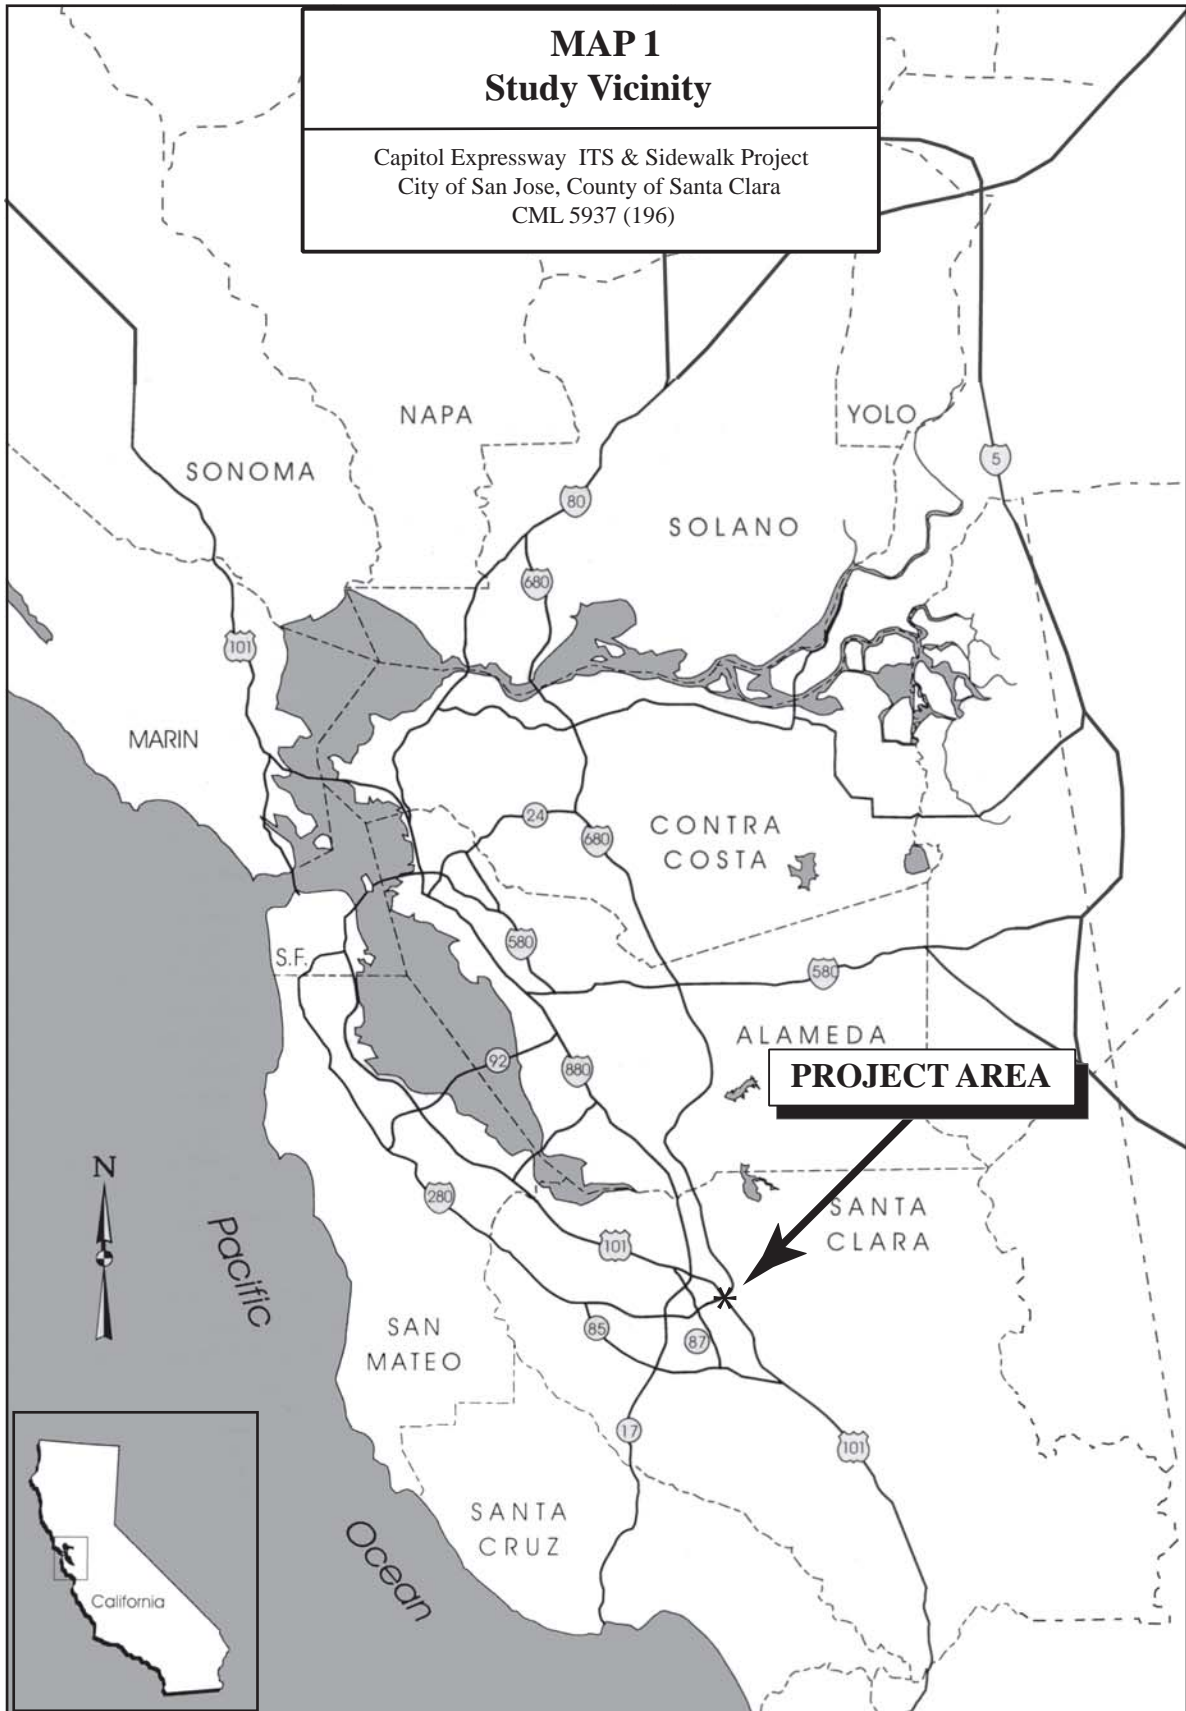 MAP 1
Study Vicinity
Capitol Expressway ITS & Sidewalk Project
City of San Jose, County of Santa Clara
CML 5937 (196)
NAPA
YOLO
SONOMA
5
80
SOLANO
680
101
MARIN
24
680
CONTRA
COSTA
580
S.F.
580
ALAMEDA
92
880
PROJECT AREA
N
280
SANTA
CLARA
101
Pacific
85
87
SAN
MATEO
17
101
SANTA
CRUZ
Ocean
California